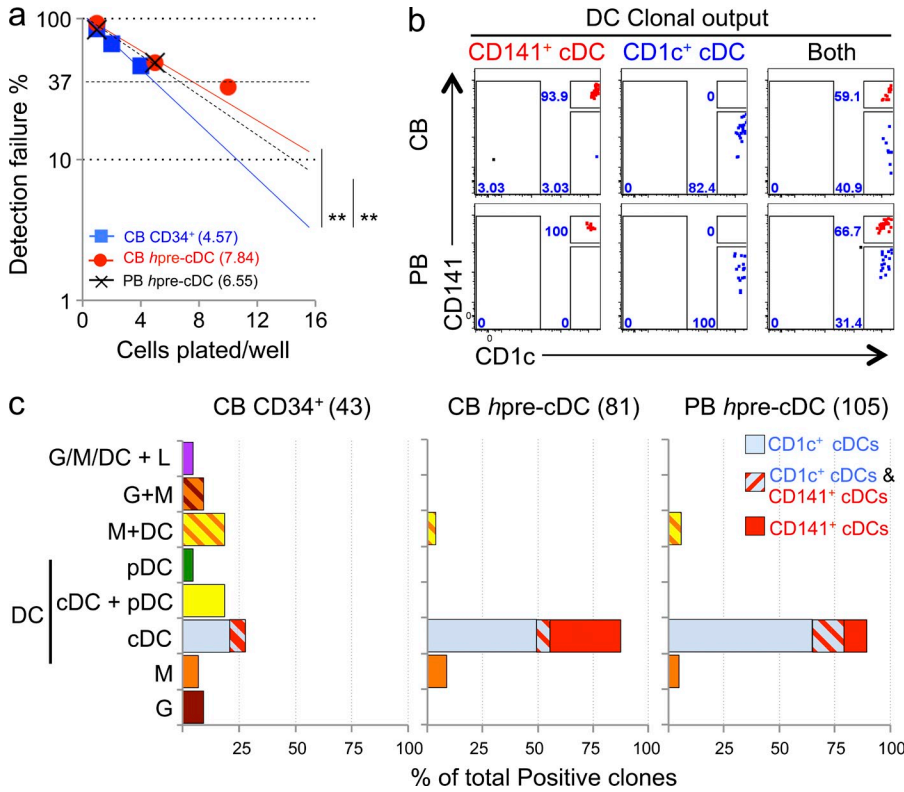 a
Detection failure %
100
37
10
1
CB CD34+ (4.57)
CB hpre-cDC (7.84)
PB hpre-cDC (6.55)
**
**
0 4 8 12 16
Cells plated/well
b
DC Clonal output
CD141+ cDC CD1c+ cDC Both
CB
93.9 0 59.1
3.03 3.03 0 82.4 0 40.9
PB
100 0 66.7
0 0 0 100 0 31.4
CD141
0
0
CD1c
c
CB CD34+ (43) CB hpre-cDC (81) PB hpre-cDC (105)
G/M/DC + L
G+M
M+DC
pDC
DC
cDC + pDC
cDC
M
G
CD1c+ cDCs
CD1c+ cDCs &
CD141+ cDCs
CD141+ cDCs
25 50 75 100 25 50 75 100 25 50 75 100
% of total Positive clones